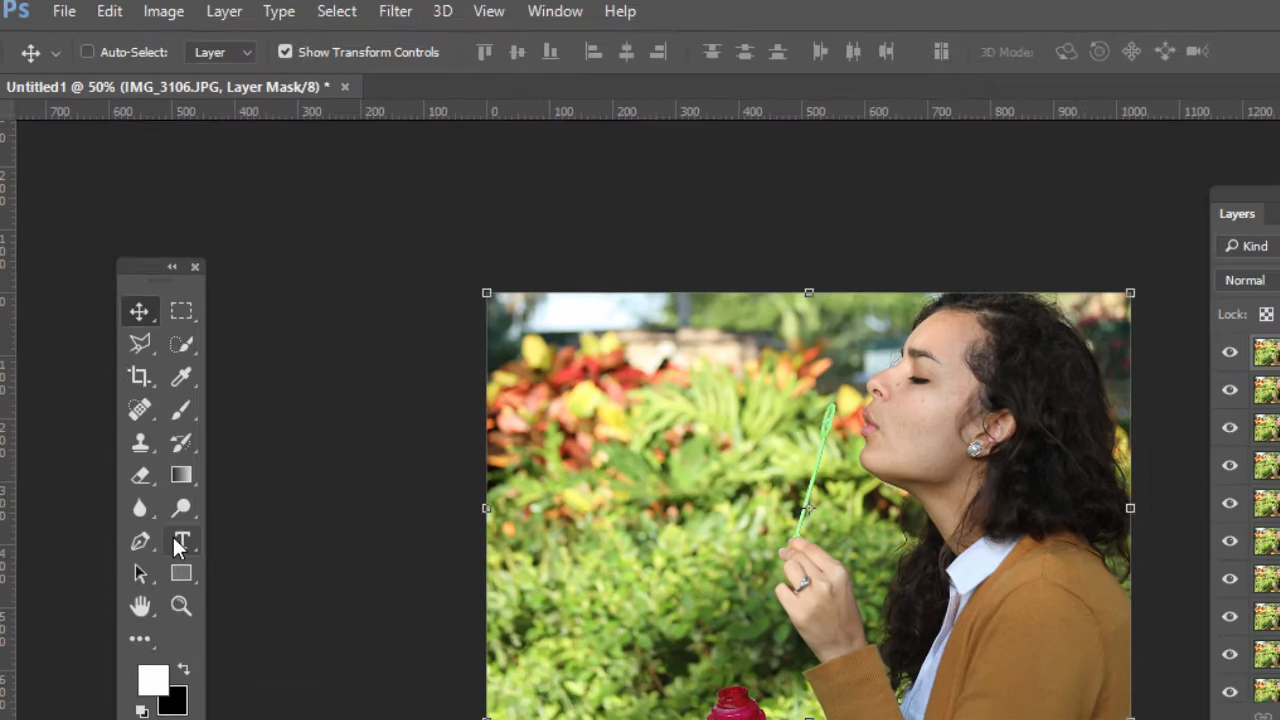 Ps File Edit Image Layer Type Select Filter 3D View Window Help
Auto-Select: Layer Show Transform Controls 3D Mode:
Untitled1 @ 50% (IMG_3106.JPG, Layer Mask/8) * ×
700 600 500 400 300 200 100 0 100 200 300 400 500 600 700 800 900 1000 1100 1200
Layers
Kind
Normal
Lock:
T